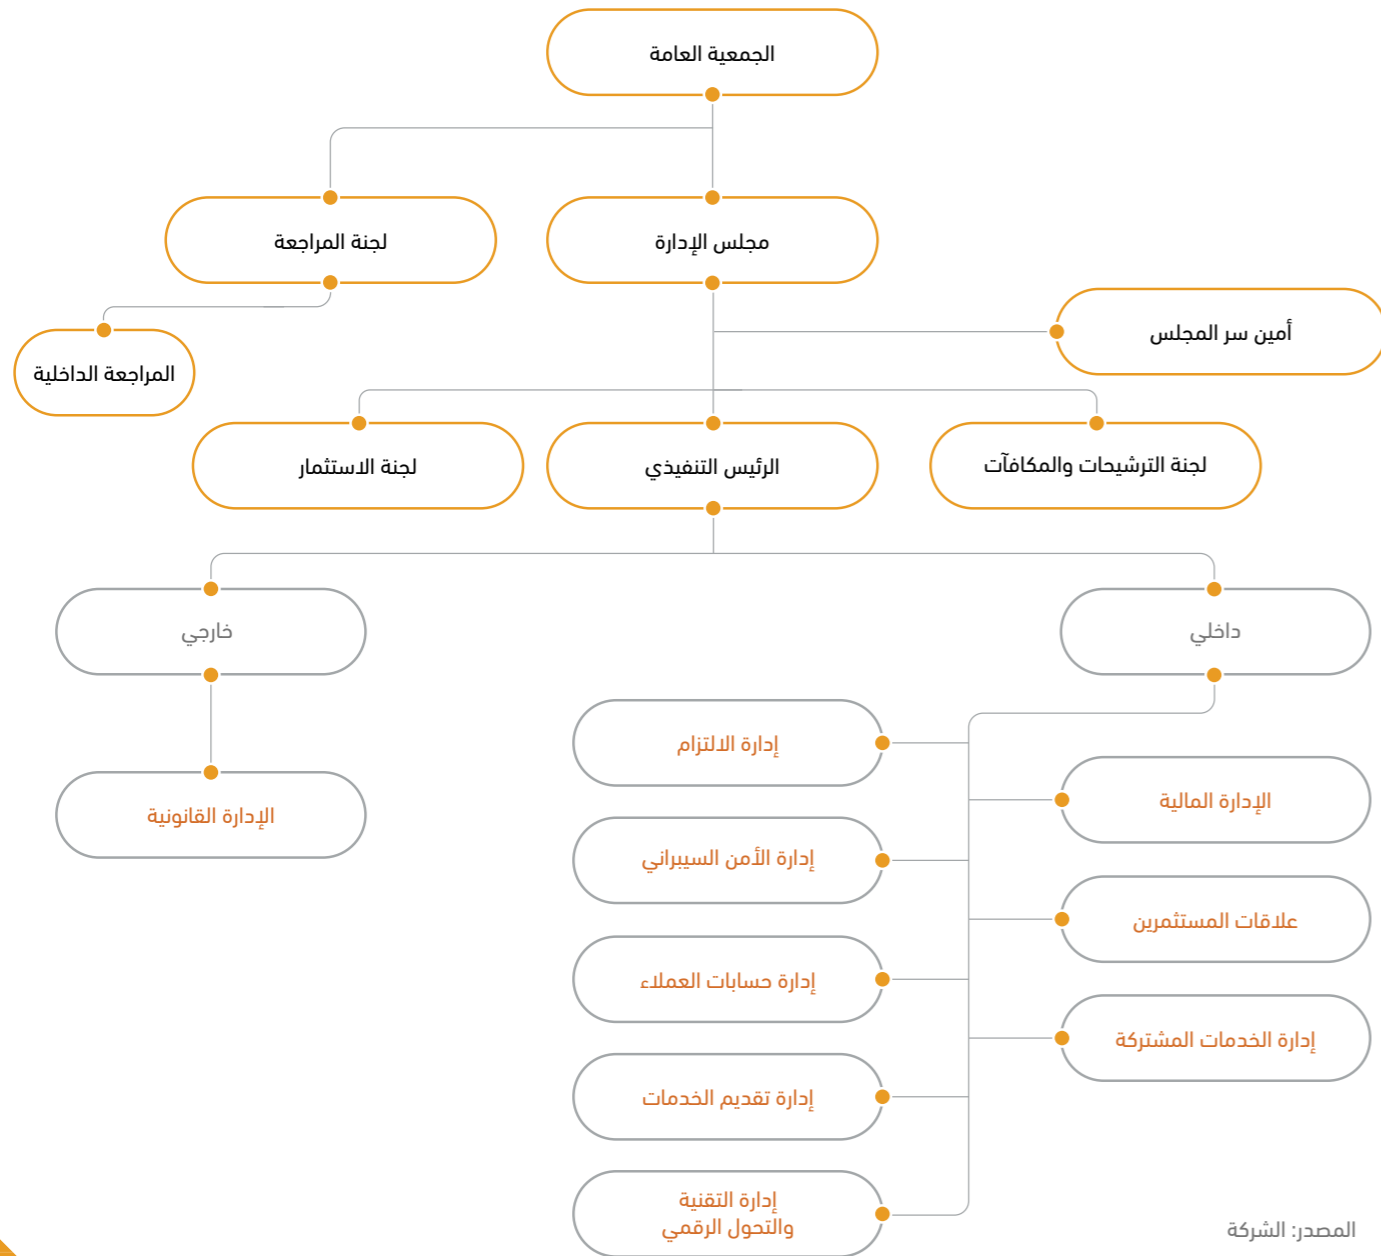 الجمعية العامة
مجلس الإدارة
لجنة المراجعة
أمين سر المجلس
المراجعة الداخلية
لجنة الترشيحات والمكافآت
الرئيس التنفيذي
لجنة الاستثمار
داخلي
خارجي
إدارة الالتزام
الإدارة المالية
الإدارة القانونية
إدارة الأمن السيبراني
علاقات المستثمرين
إدارة حسابات العملاء
إدارة الخدمات المشتركة
إدارة تقديم الخدمات
إدارة التقنية
والتحول الرقمي
المصدر: الشركة